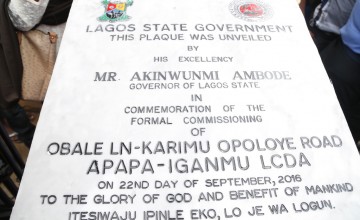 LAGOS STATE GOVERNMENT
THIS PLAQUE WAS UNVEILED
BY
HIS EXCELLENCY
MR. AKINWUNMI AMBODE
GOVERNOR OF LAGOS STATE
IN
COMMEMORATION OF THE
FORMAL COMMISSIONING
OF
OBALE LN-KARIMU OPOLOYE ROAD
APAPA-IGANMU LCDA
ON 22ND DAY OF SEPTEMBER, 2016
TO THE GLORY OF GOD AND BENEFIT OF MANKIND
ITESIWAJU IPINLE EKO, LO JE WA LOGUN.